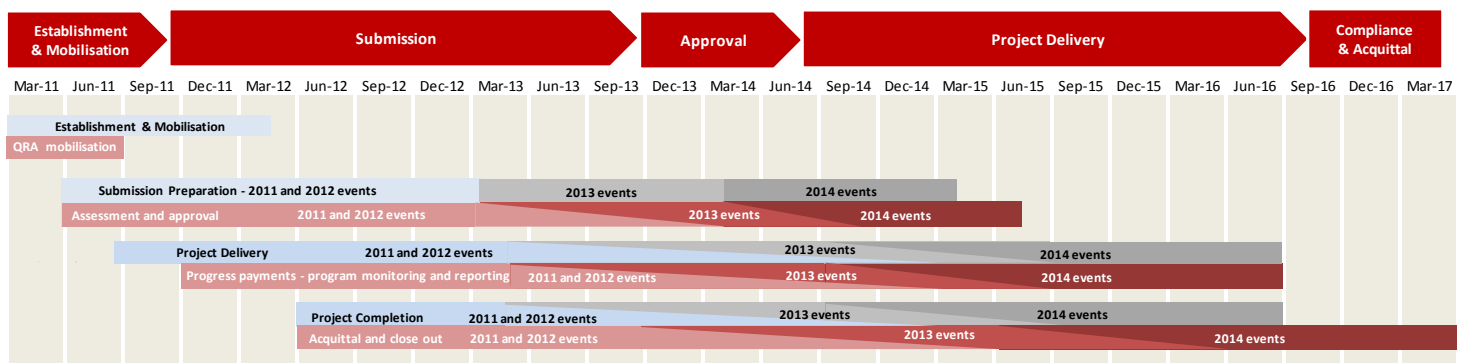 Establishment
& Mobilisation
Submission
Approval
Project Delivery
Compliance
& Acquittal
Mar-11 Jun-11 Sep-11 Dec-11 Mar-12 Jun-12 Sep-12 Dec-12 Mar-13 Jun-13 Sep-13 Dec-13 Mar-14 Jun-14 Sep-14 Dec-14 Mar-15 Jun-15 Sep-15 Dec-15 Mar-16 Jun-16 Sep-16 Dec-16 Mar-17
Establishment & Mobilisation
QRA mobilisation
Submission Preparation - 2011 and 2012 events 2013 events 2014 events
Assessment and approval 2011 and 2012 events 2013 events 2014 events
Project Delivery 2011 and 2012 events 2013 events 2014 events
Progress payments - program monitoring and reporting 2011 and 2012 events 2013 events 2014 events
Project Completion 2011 and 2012 events 2013 events 2014 events
Acquittal and close out 2011 and 2012 events 2013 events 2014 events